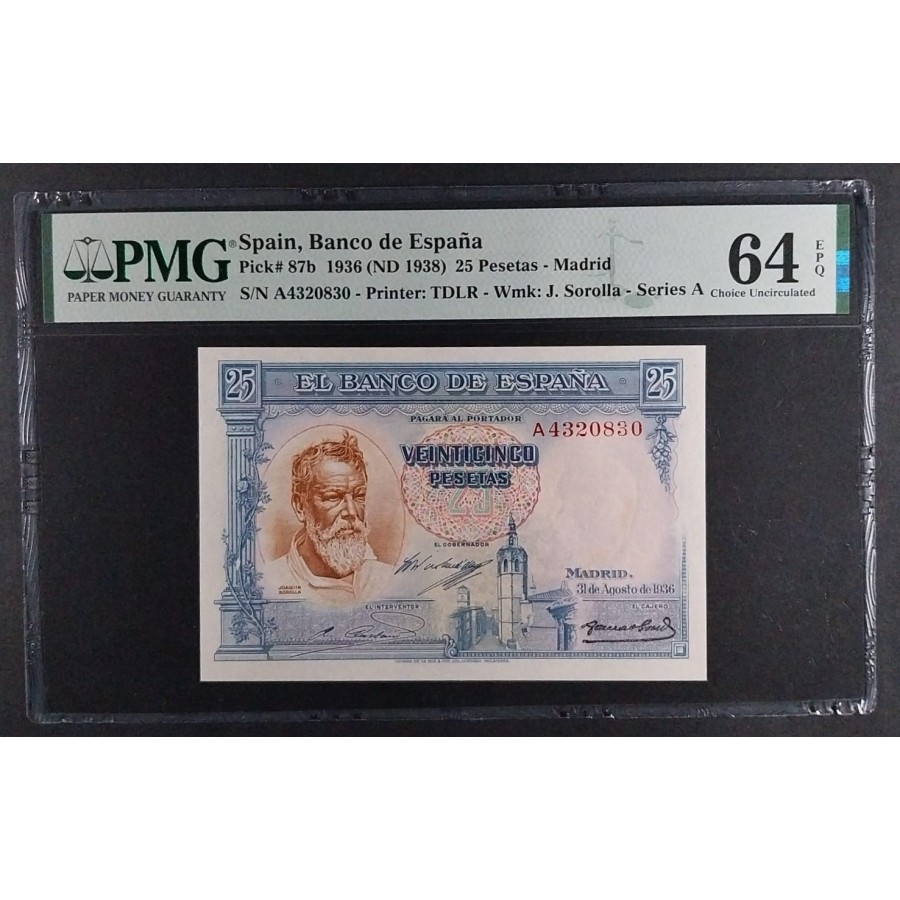 PMG®
PAPER MONEY GUARANTY
Spain, Banco de España
Pick# 87b 1936 (ND 1938) 25 Pesetas - Madrid
S/N A4320830 - Printer: TDLR - Wmk: J. Sorolla - Series A
64
EPQ
Choice Uncirculated
25 EL BANCO DE ESPAÑA 25
PAGARÁ AL PORTADOR
A4320830
VEINTICINCO
PESETAS
25
EL GOBERNADOR
JOAQUIN
SOROLLA
MADRID.
31 de Agosto de 1936
EL INTERVENTOR
EL CAJERO